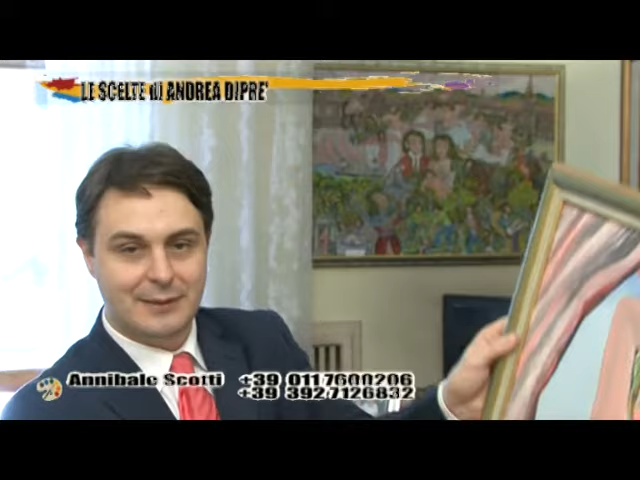 LE SCELTE di ANDREA DIPRE'
Annibale Scotti +39 0117600206
+39 3927126832